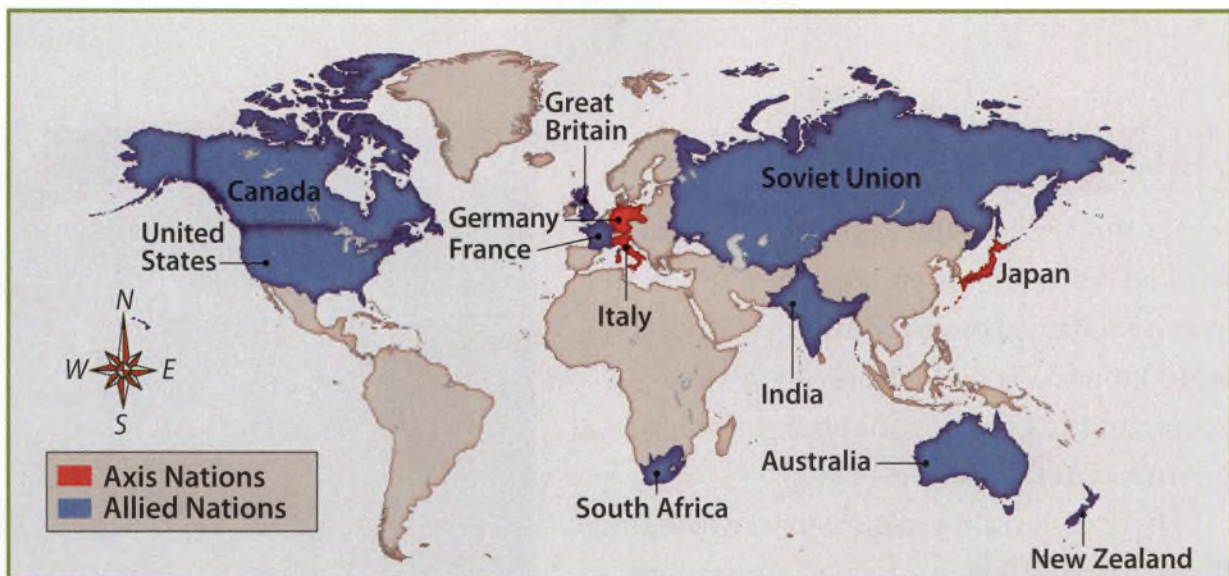 Great
Britain
Canada
Soviet Union
Germany
United
States
France
Japan
Italy
N
W
E
S
India
Axis Nations
Allied Nations
Australia
South Africa
New Zealand